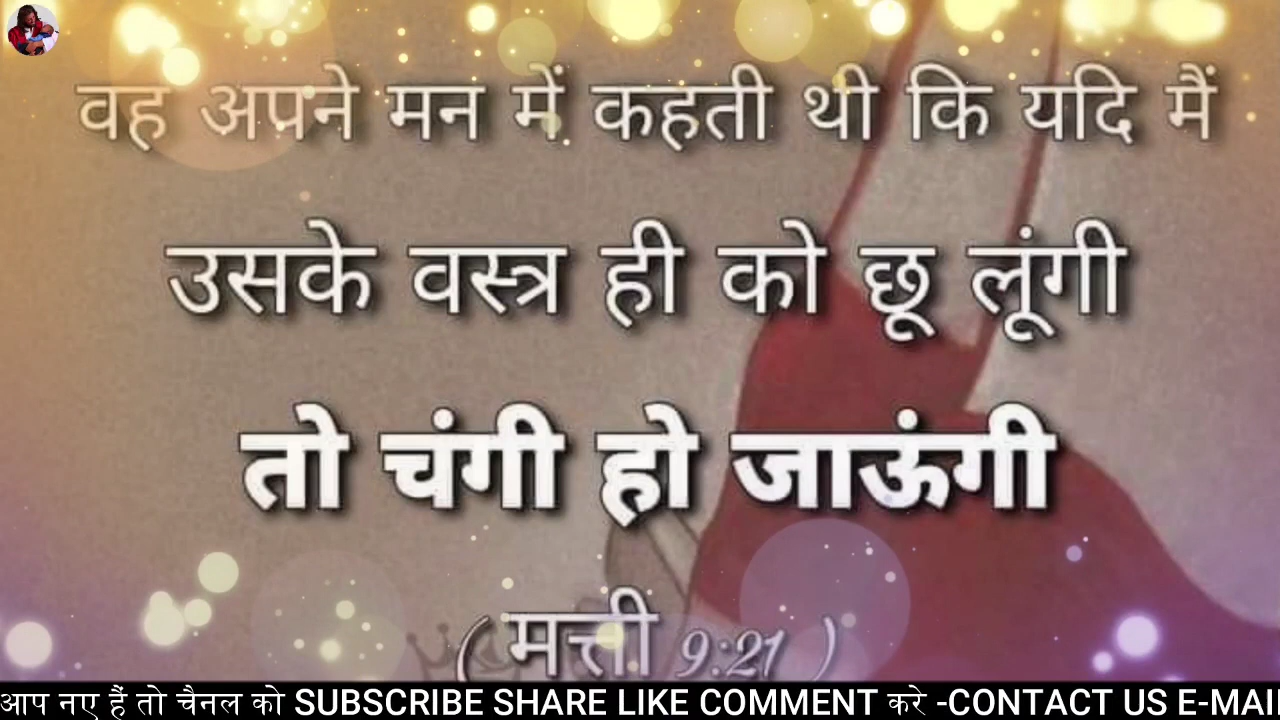 वह अपने मन में कहती थी कि यदि मैं
उसके वस्त्र ही को छू लूंगी
तो चंगी हो जाऊंगी
( मत्ती 9:21 )
आप नए हैं तो चैनल को SUBSCRIBE SHARE LIKE COMMENT करे -CONTACT US E-MAI